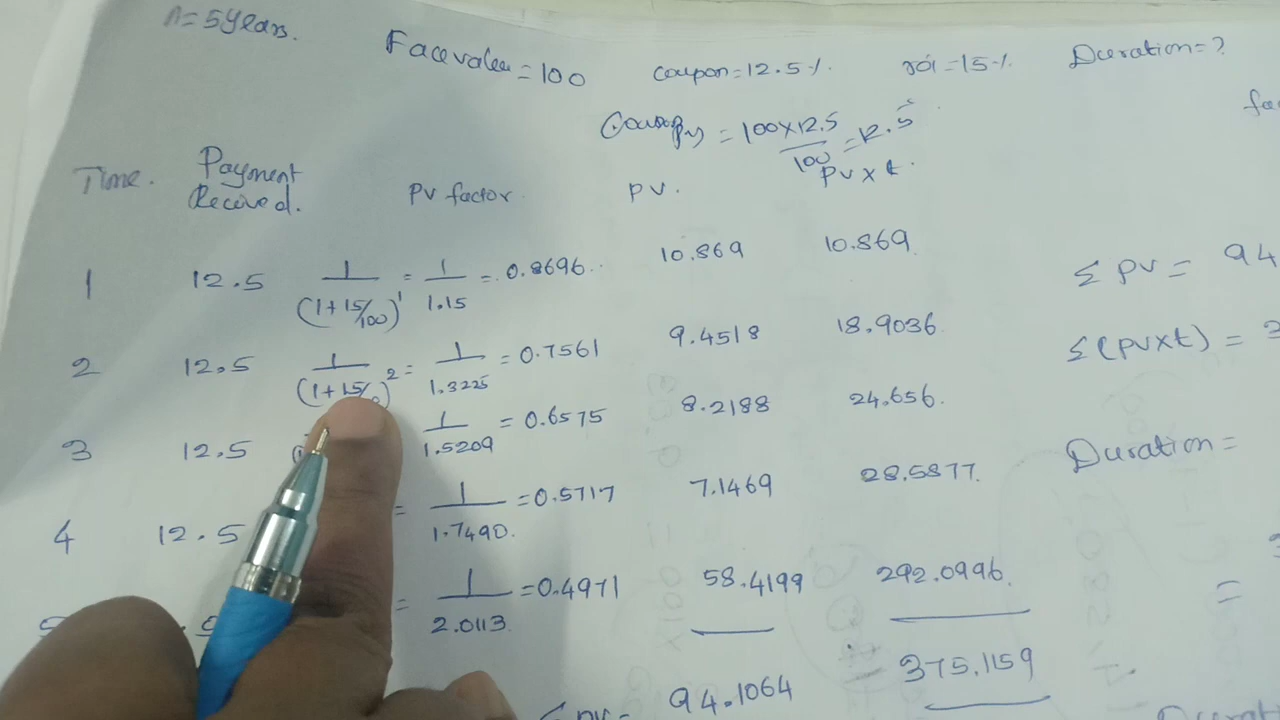 n=5years. Facevalue=100 coupon=12.5% roi=15% Duration=?
= 100×12.5/100 = 12.5
Time. Payment Received. PV factor. PV. PV×t.
1 12.5 1/(1+15/100)^1 = 1/1.15 = 0.8696. 10.869 10.869
2 12.5 1/(1+15/ )^2 = 1/1.3225 = 0.7561 9.4518 18.9036
3 12.5 1/1.5209 = 0.6575 8.2188 24.656.
4 12.5 = 1/1.7490. = 0.5717 7.1469 28.5877.
= 1/2.0113 = 0.4971 58.4199 292.0996.
94.1064 375.1159
Σ PV = 94
Σ(PV×t) = 3
Duration =
=